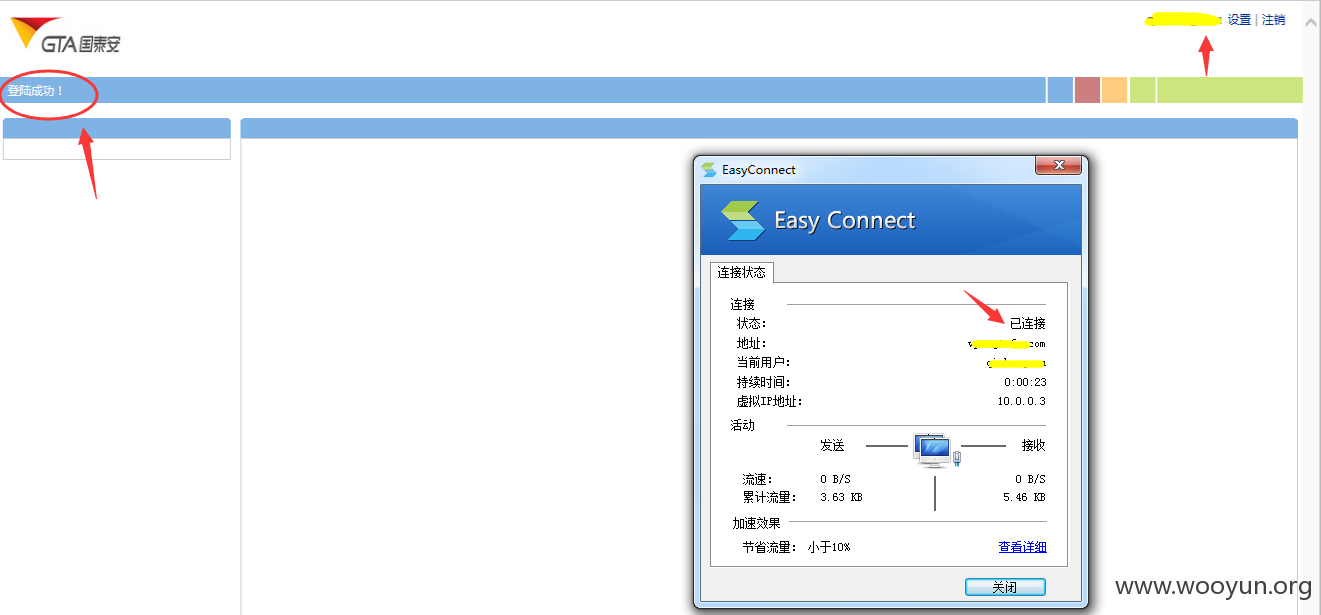 GTA国泰安
设置 | 注销
登陆成功！
EasyConnect
Easy Connect
连接状态
连接
状态： 已连接
地址： com
当前用户：
持续时间： 0:00:23
虚拟IP地址： 10.0.0.3
活动
发送 接收
流速： 0 B/S 0 B/S
累计流量： 3.63 KB 5.46 KB
加速效果
节省流量： 小于10% 查看详细
关闭
www.wooyun.org